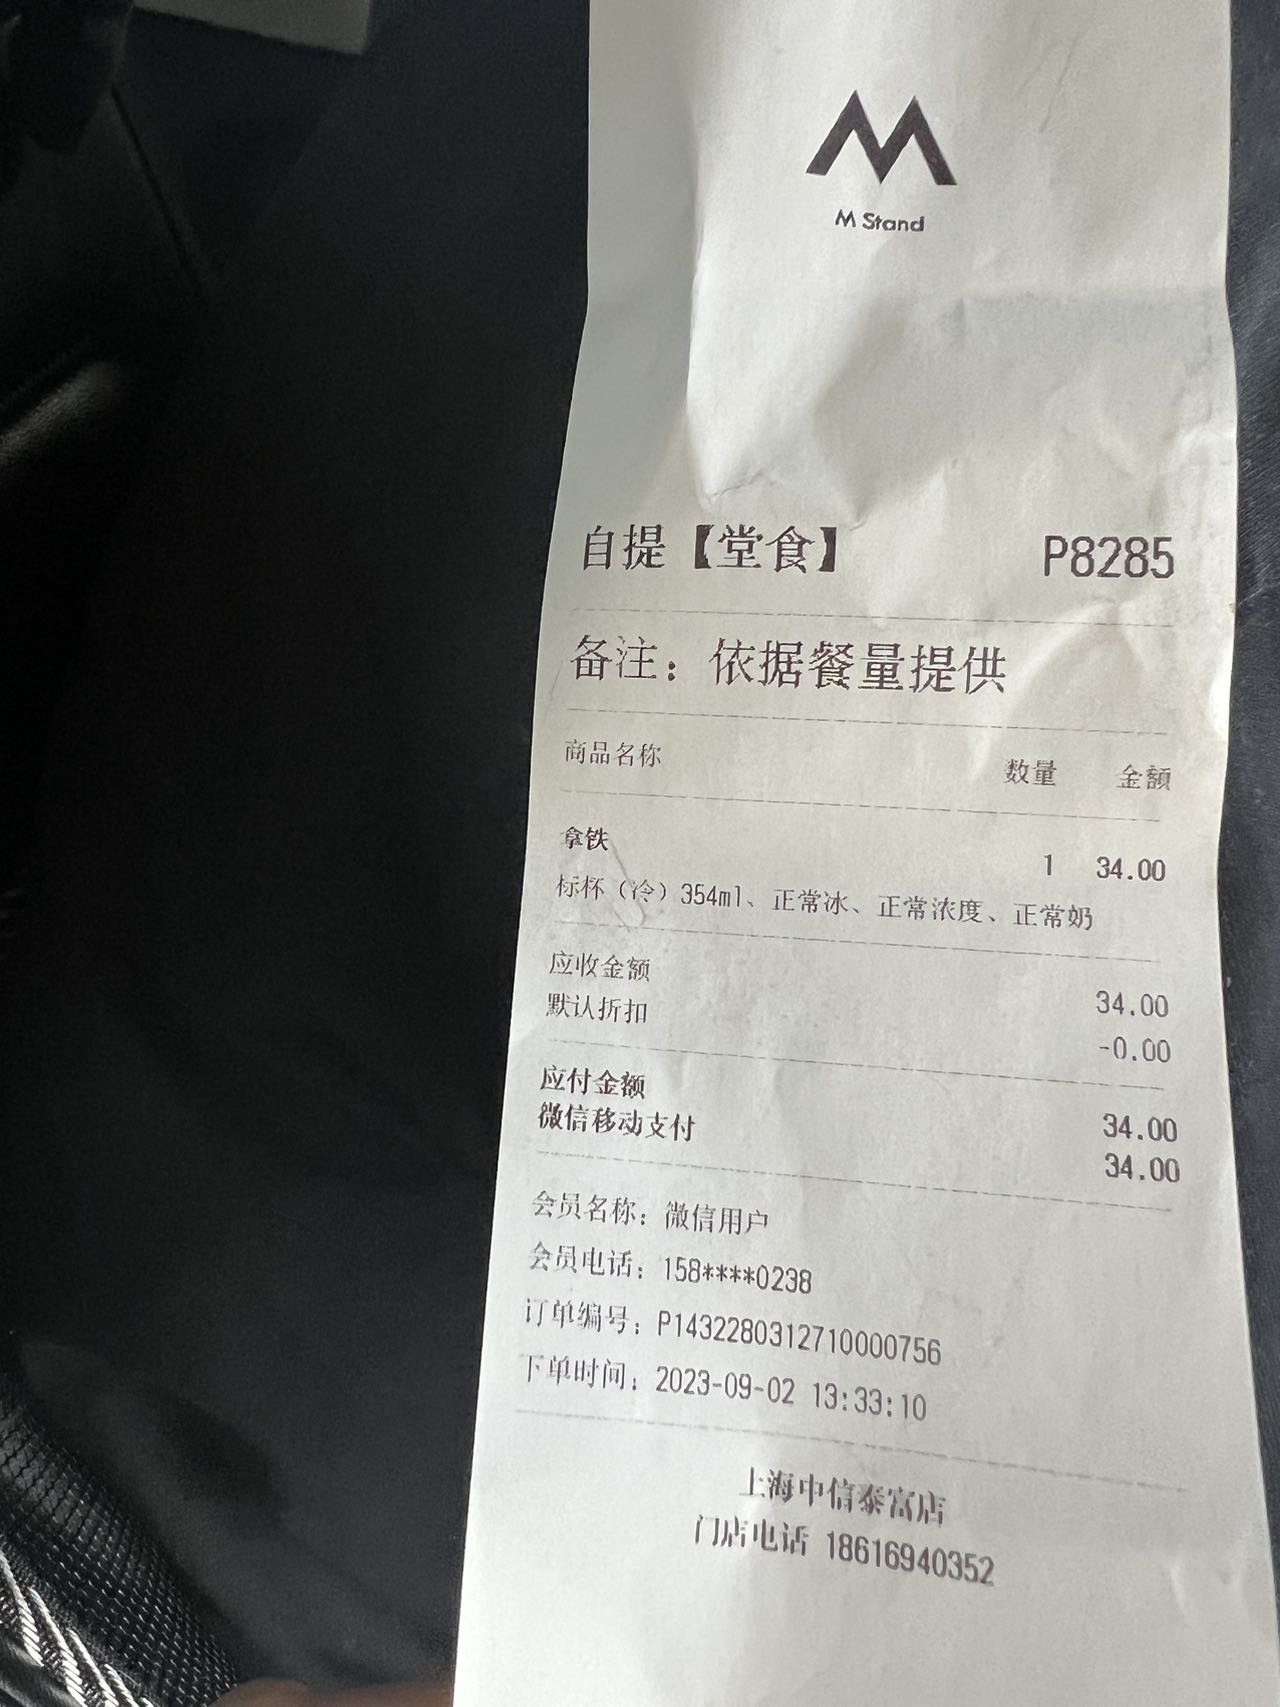 M Stand
自提【堂食】 P8285
备注：依据餐量提供
商品名称 数量 金额
拿铁 1 34.00
标杯（冷）354ml、正常冰、正常浓度、正常奶
应收金额 34.00
默认折扣 -0.00
应付金额 34.00
微信移动支付 34.00
会员名称：微信用户
会员电话：158****0238
订单编号：P1432280312710000756
下单时间：2023-09-02 13:33:10
上海中信泰富店
门店电话 18616940352